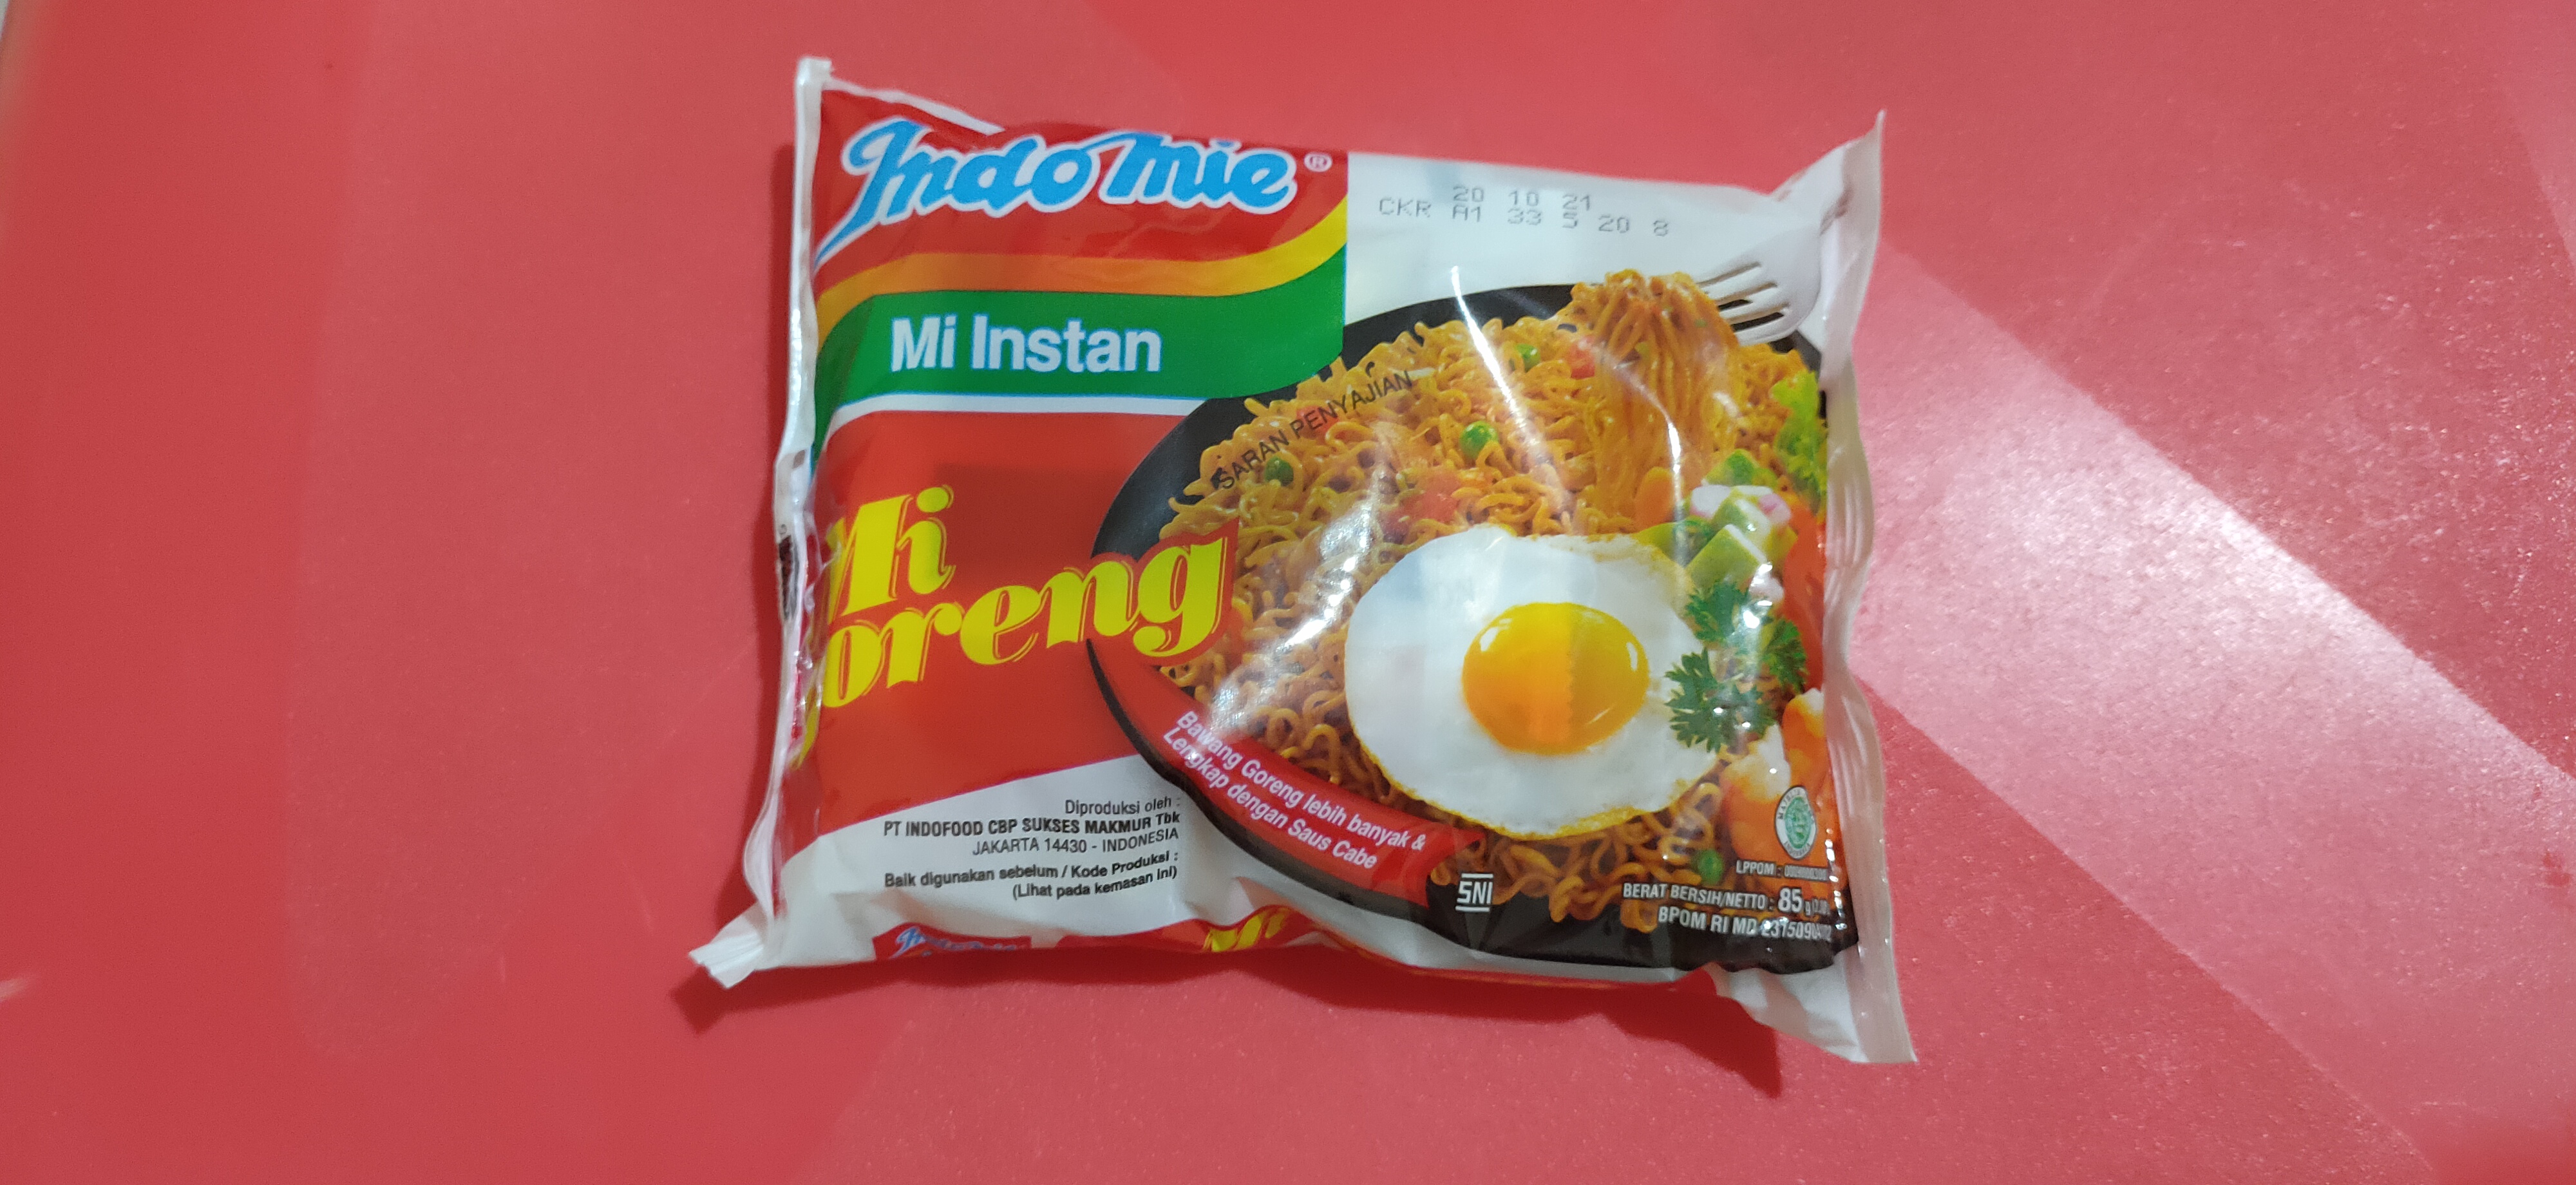 Indomie®
20 10 21
CKR A1 33 5 20 8
Mi Instan
SARAN PENYAJIAN
Mi
goreng
Bawang Goreng lebih banyak &
Lengkap dengan Saus Cabe
Diproduksi oleh :
PT INDOFOOD CBP SUKSES MAKMUR Tbk
JAKARTA 14430 - INDONESIA
Baik digunakan sebelum / Kode Produksi :
(Lihat pada kemasan ini)
SNI
LPPOM :
BERAT BERSIH/NETTO : 85 g
BPOM RI MD
Indomie
Mi